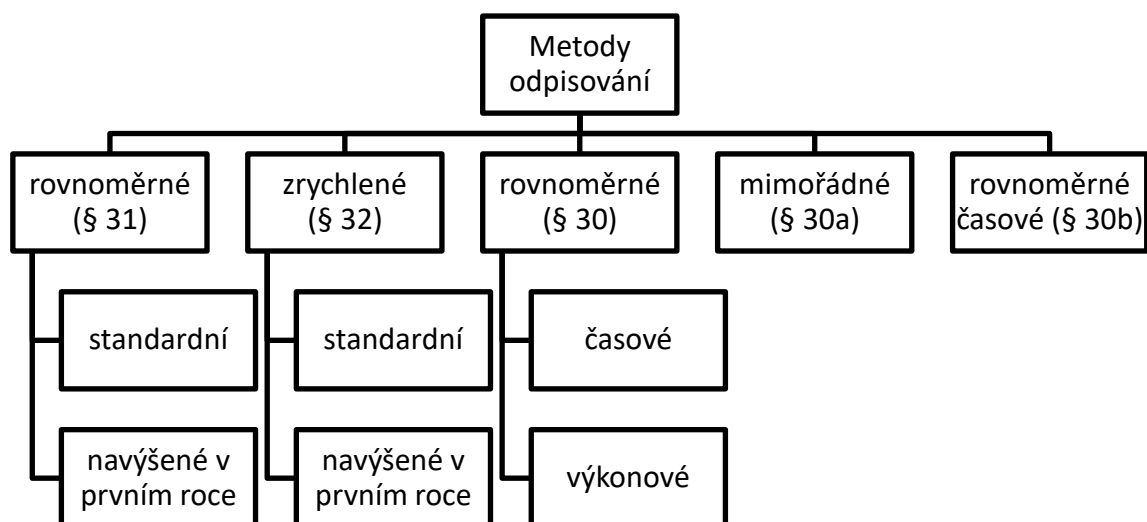 Metody
odpisování
rovnoměrné
(§ 31)
zrychlené
(§ 32)
rovnoměrné
(§ 30)
mimořádné
(§ 30a)
rovnoměrné
časové (§ 30b)
standardní
standardní
časové
navýšené v
prvním roce
navýšené v
prvním roce
výkonové